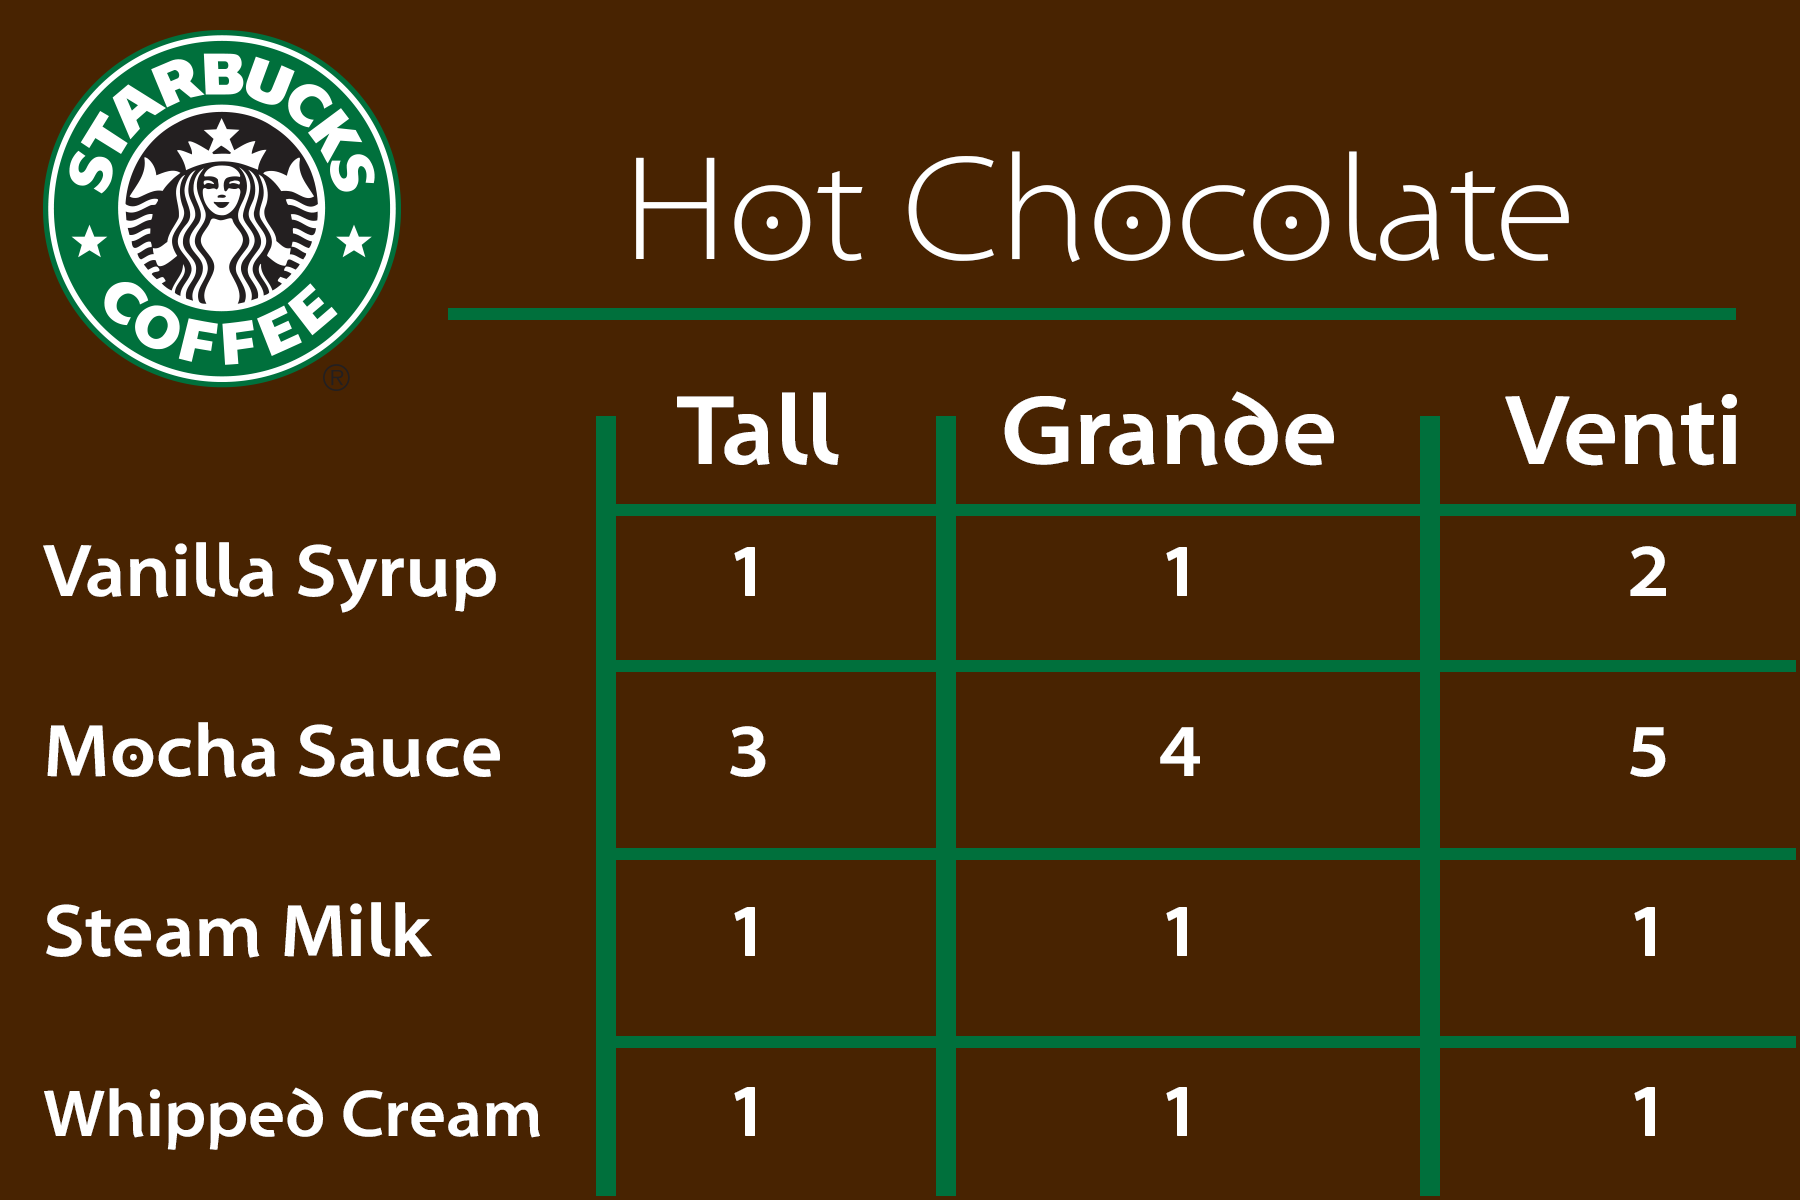 STARBUCKS
COFFEE
®
Hot Chocolate
Tall Grande Venti
Vanilla Syrup 1 1 2
Mocha Sauce 3 4 5
Steam Milk 1 1 1
Whipped Cream 1 1 1